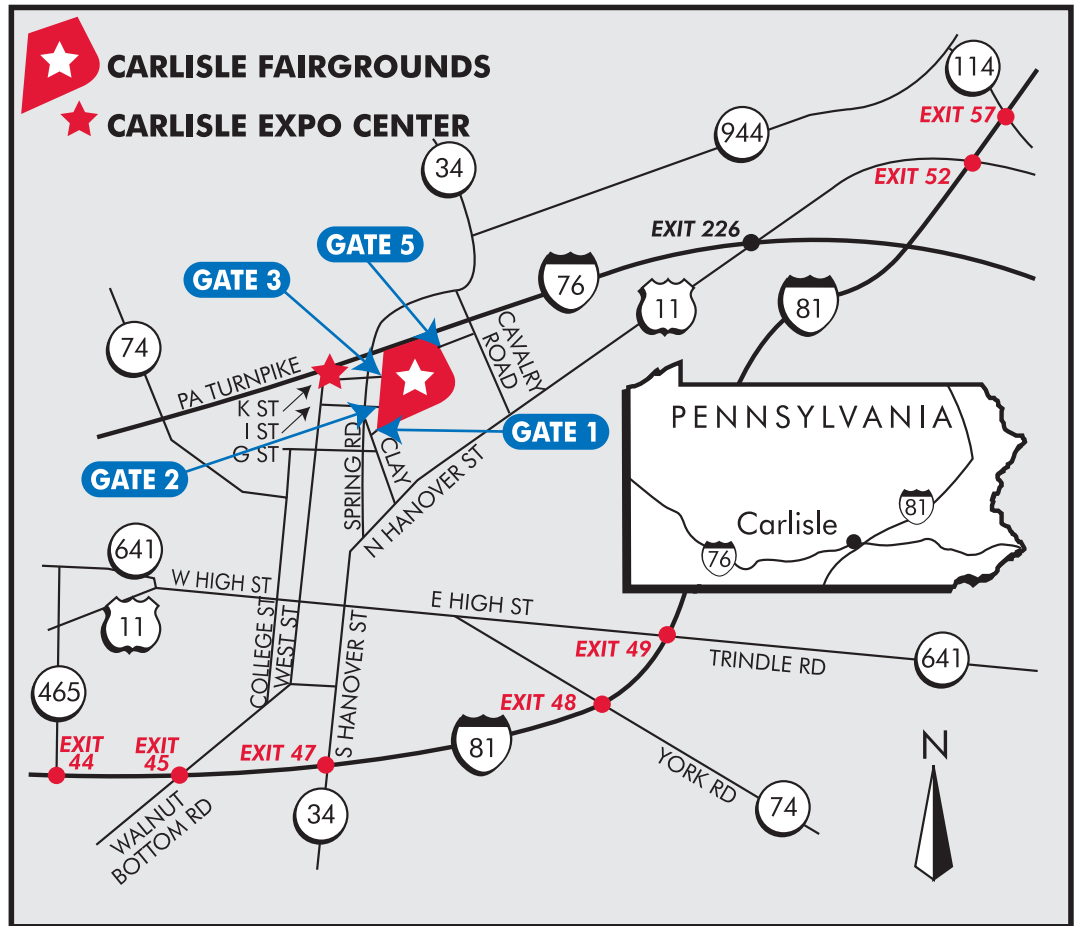 CARLISLE FAIRGROUNDS
CARLISLE EXPO CENTER
114
EXIT 57
944
34
EXIT 52
EXIT 226
GATE 5
GATE 3
76
11
81
74
CAVALRY
ROAD
PA TURNPIKE
K ST
I ST
G ST
GATE 1
GATE 2
SPRING RD
CLAY
N HANOVER ST
PENNSYLVANIA
Carlisle
81
76
641
W HIGH ST
E HIGH ST
11
COLLEGE ST
WEST ST
S HANOVER ST
EXIT 49
TRINDLE RD
641
465
EXIT 48
EXIT
44
EXIT
45
EXIT 47
81
YORK RD
74
N
34
WALNUT
BOTTOM RD